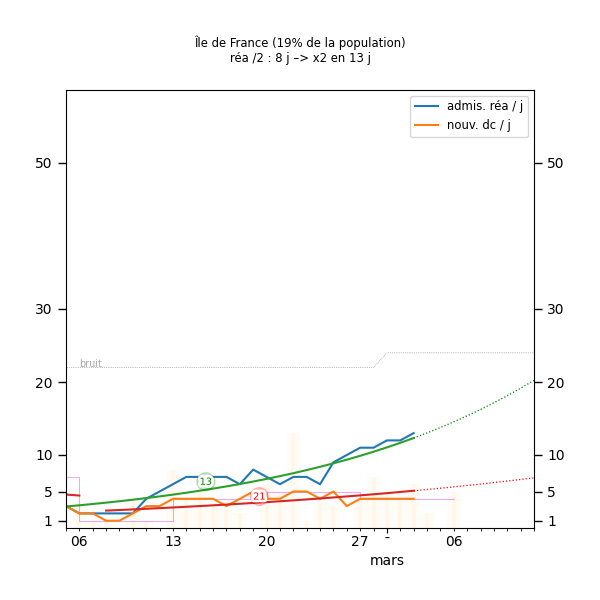 Île de France (19% de la population)
réa /2 : 8 j –> x2 en 13 j
admis. réa / j
nouv. dc / j
50 50
30 30
bruit
20 20
10 10
13
5 21 5
1 1
06 13 20 27 - 06
mars